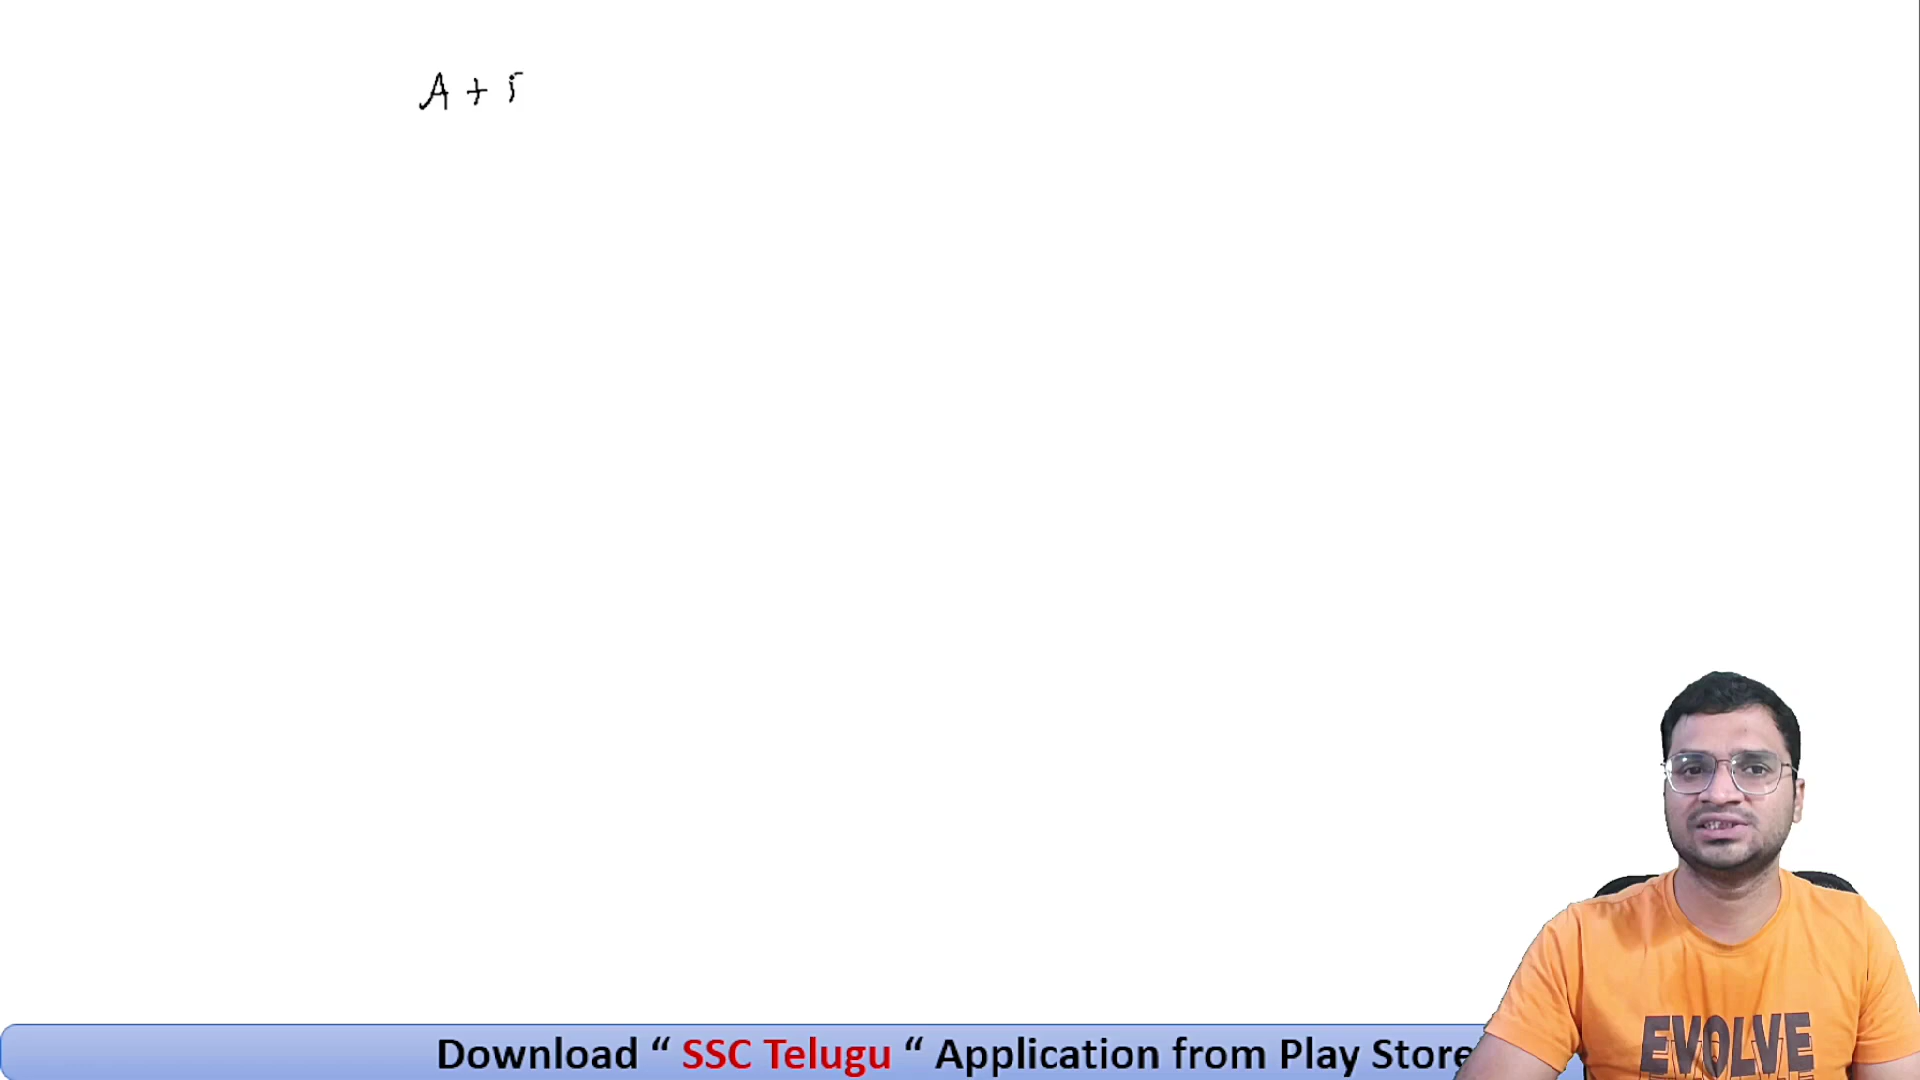 A + 5
Download “ SSC Telugu “ Application from Play Store
EVOLVE